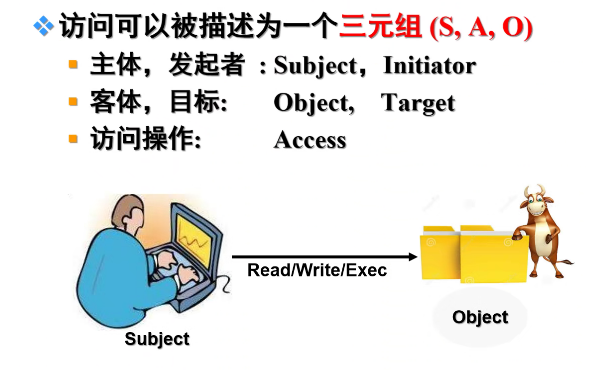 访问可以被描述为一个三元组 (S, A, O)
主体，发起者 : Subject，Initiator
客体，目标: Object, Target
访问操作: Access
Read/Write/Exec
Subject
Object